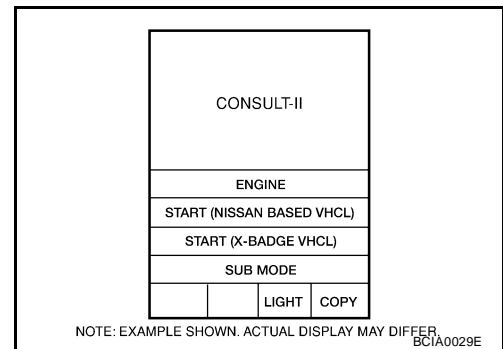 CONSULT-II
ENGINE
START (NISSAN BASED VHCL)
START (X-BADGE VHCL)
SUB MODE
LIGHT COPY
NOTE: EXAMPLE SHOWN. ACTUAL DISPLAY MAY DIFFER.
BCIA0029E